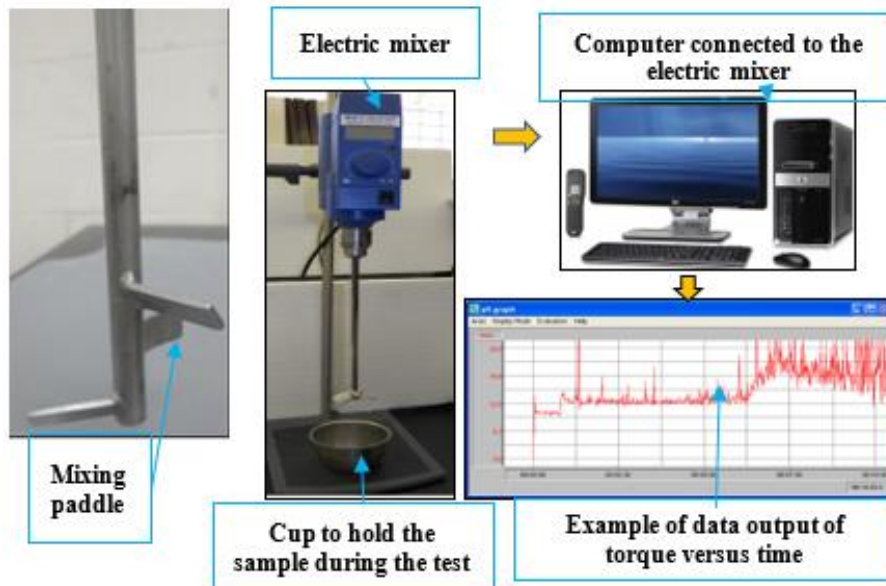 Electric mixer
Computer connected to the
electric mixer
Mixing
paddle
Cup to hold the
sample during the test
Example of data output of
torque versus time